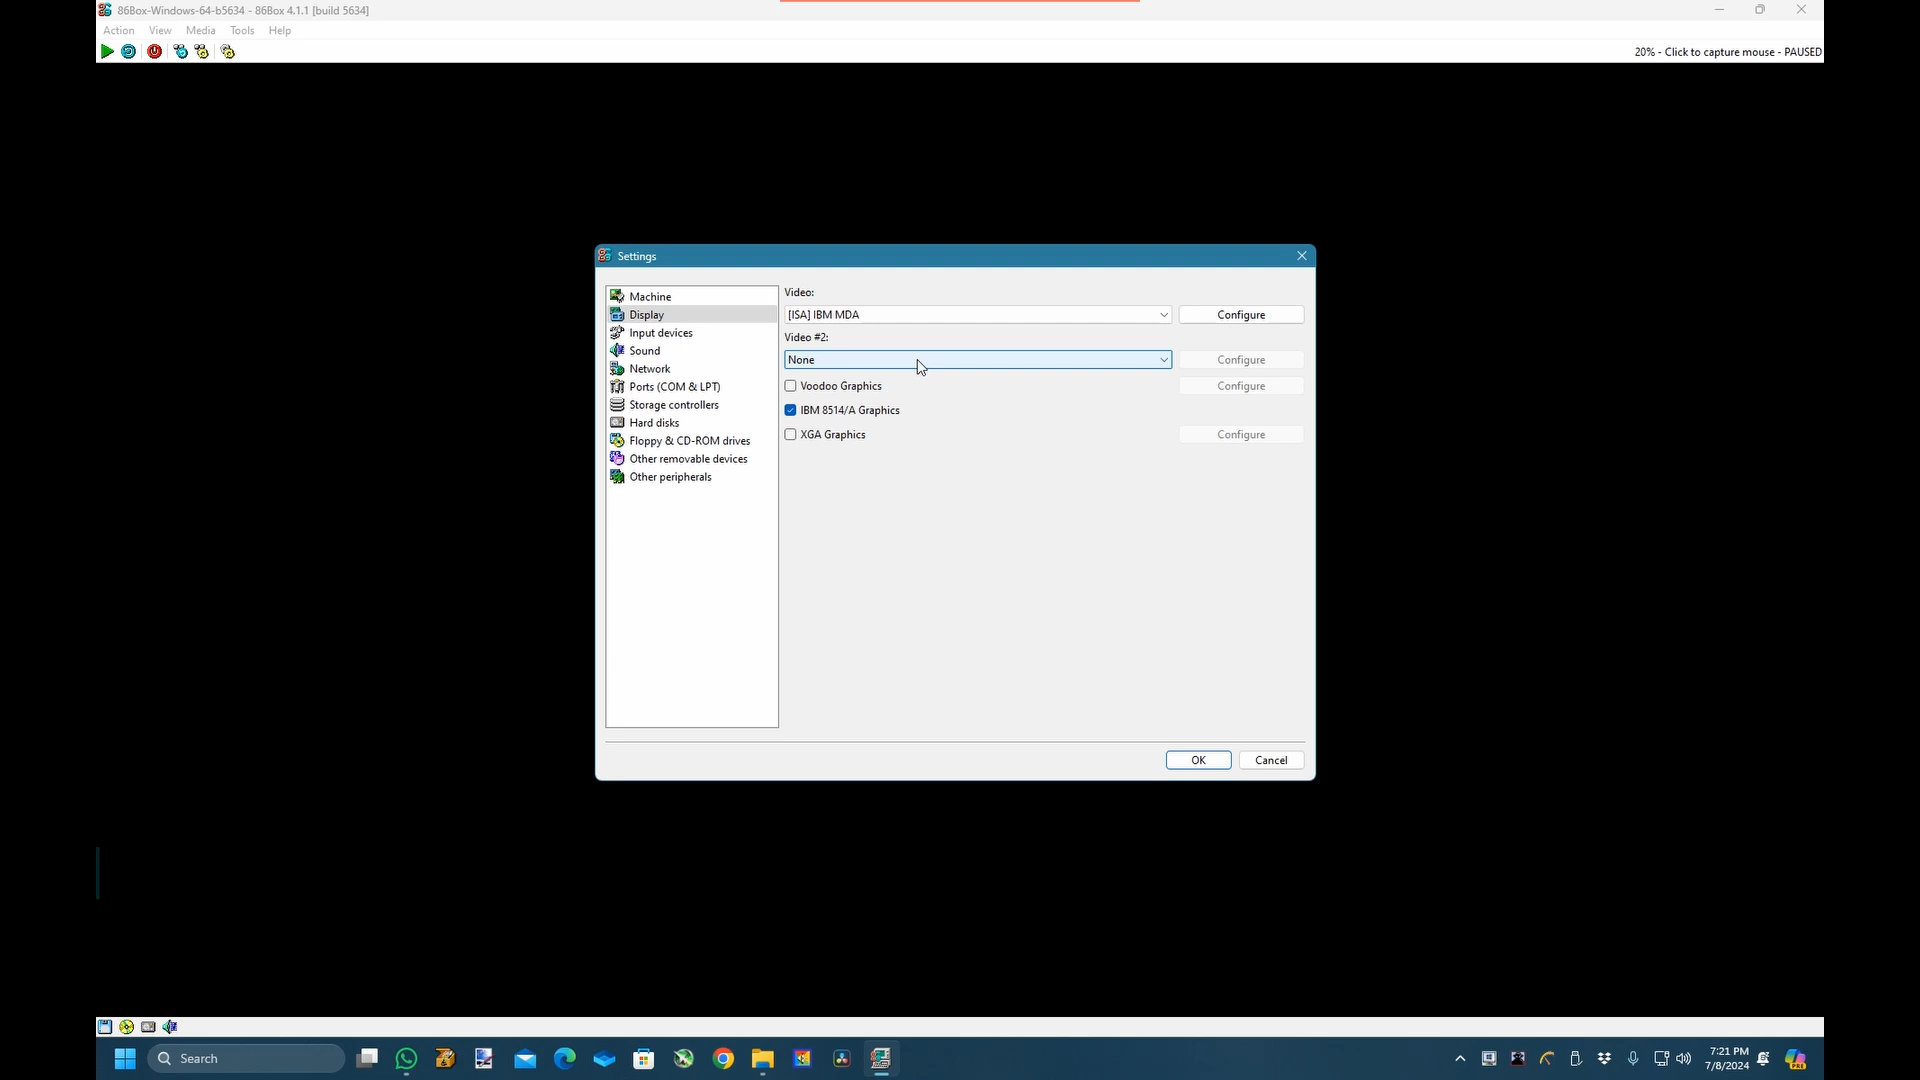 86Box-Windows-64-b5634 - 86Box 4.1.1 [build 5634]
Action View Media Tools Help
20% - Click to capture mouse - PAUSED
Settings
Machine
Display
Input devices
Sound
Network
Ports (COM & LPT)
Storage controllers
Hard disks
Floppy & CD-ROM drives
Other removable devices
Other peripherals
Video:
[ISA] IBM MDA Configure
Video #2:
None Configure
Voodoo Graphics Configure
IBM 8514/A Graphics
XGA Graphics Configure
OK Cancel
Search
7:21 PM
7/8/2024
PRE